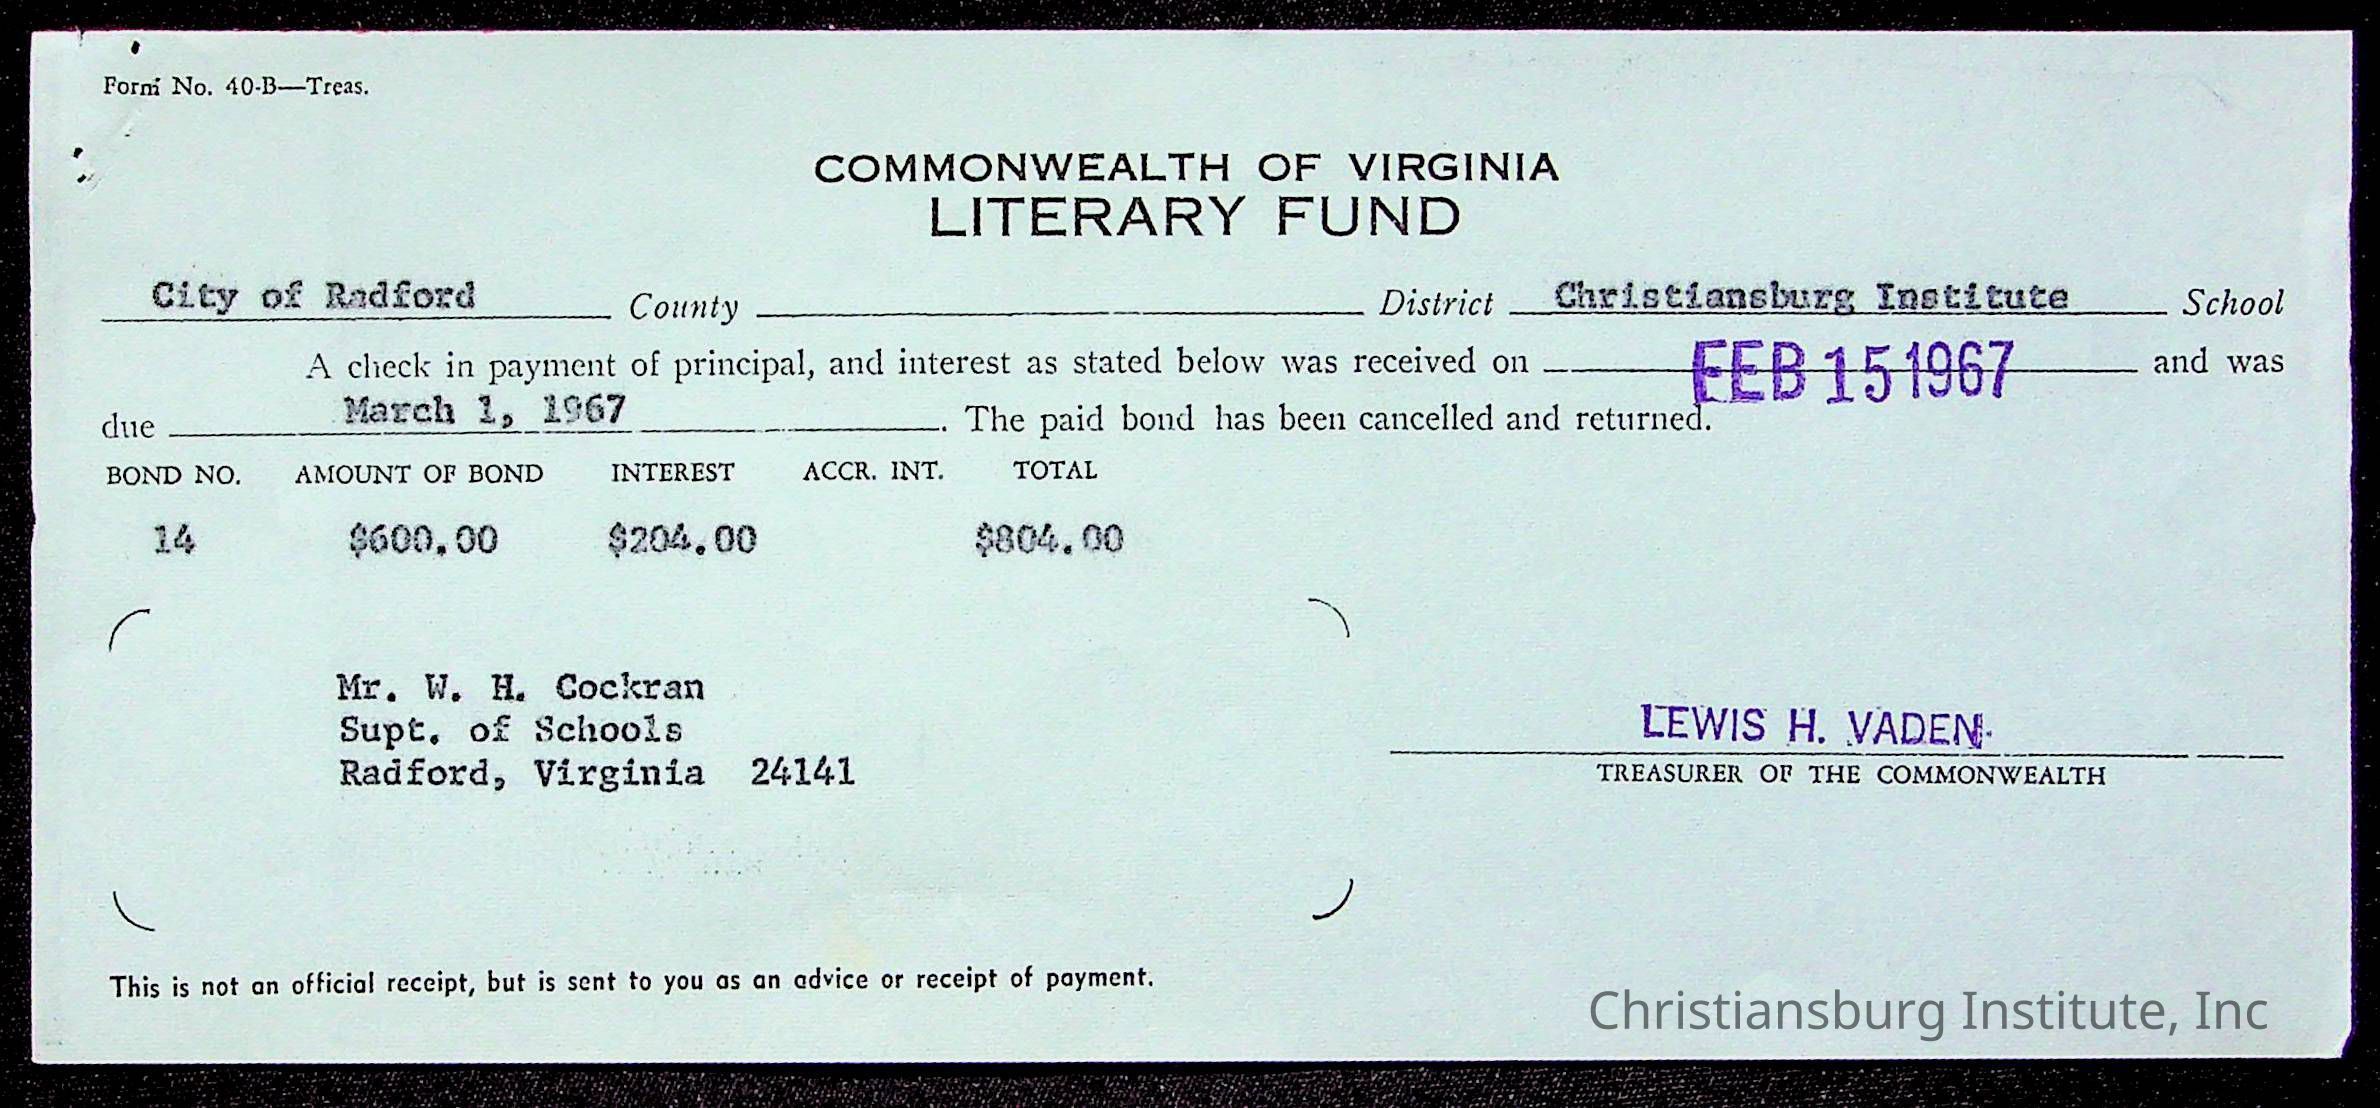 Form No. 40-B—Treas.
COMMONWEALTH OF VIRGINIA
LITERARY FUND
City of Radford County District Christiansburg Institute School
A check in payment of principal, and interest as stated below was received on FEB 15 1967 and was
due March 1, 1967. The paid bond has been cancelled and returned.
BOND NO. AMOUNT OF BOND INTEREST ACCR. INT. TOTAL
14 $600.00 $204.00 $804.00
Mr. W. H. Cockran
Supt. of Schools
Radford, Virginia 24141
LEWIS H. VADEN
TREASURER OF THE COMMONWEALTH
This is not an official receipt, but is sent to you as an advice or receipt of payment.
Christiansburg Institute, Inc